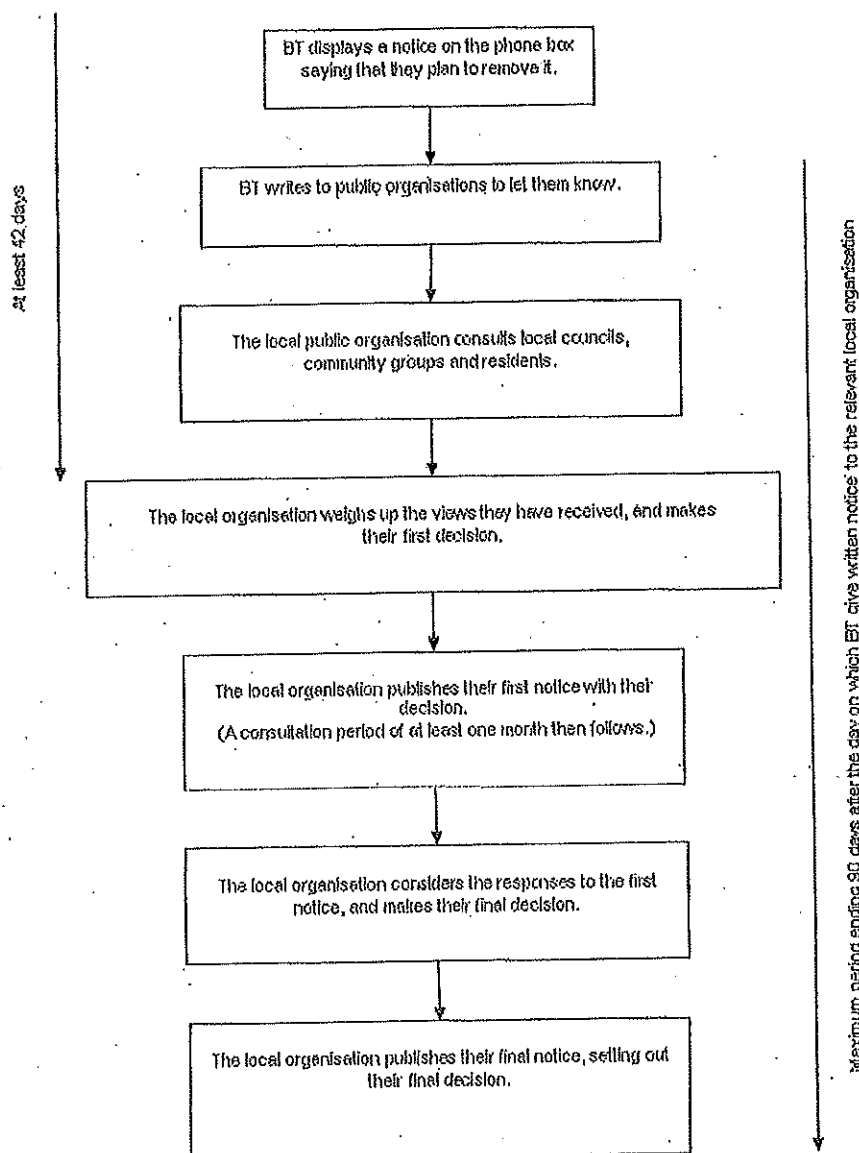 BT displays a notice on the phone box
saying that they plan to remove it.
At least 42 days
BT writes to public organisations to let them know.
The local public organisation consults local councils,
community groups and residents.
The local organisation weighs up the views they have received, and makes
their first decision.
The local organisation publishes their first notice with their
decision.
(A consultation period of at least one month then follows.)
The local organisation considers the responses to the first
notice, and makes their final decision.
The local organisation publishes their final notice, setting out
their final decision.
Maximum period ending 90 days after the day on which BT give written notice to the relevant local organisation